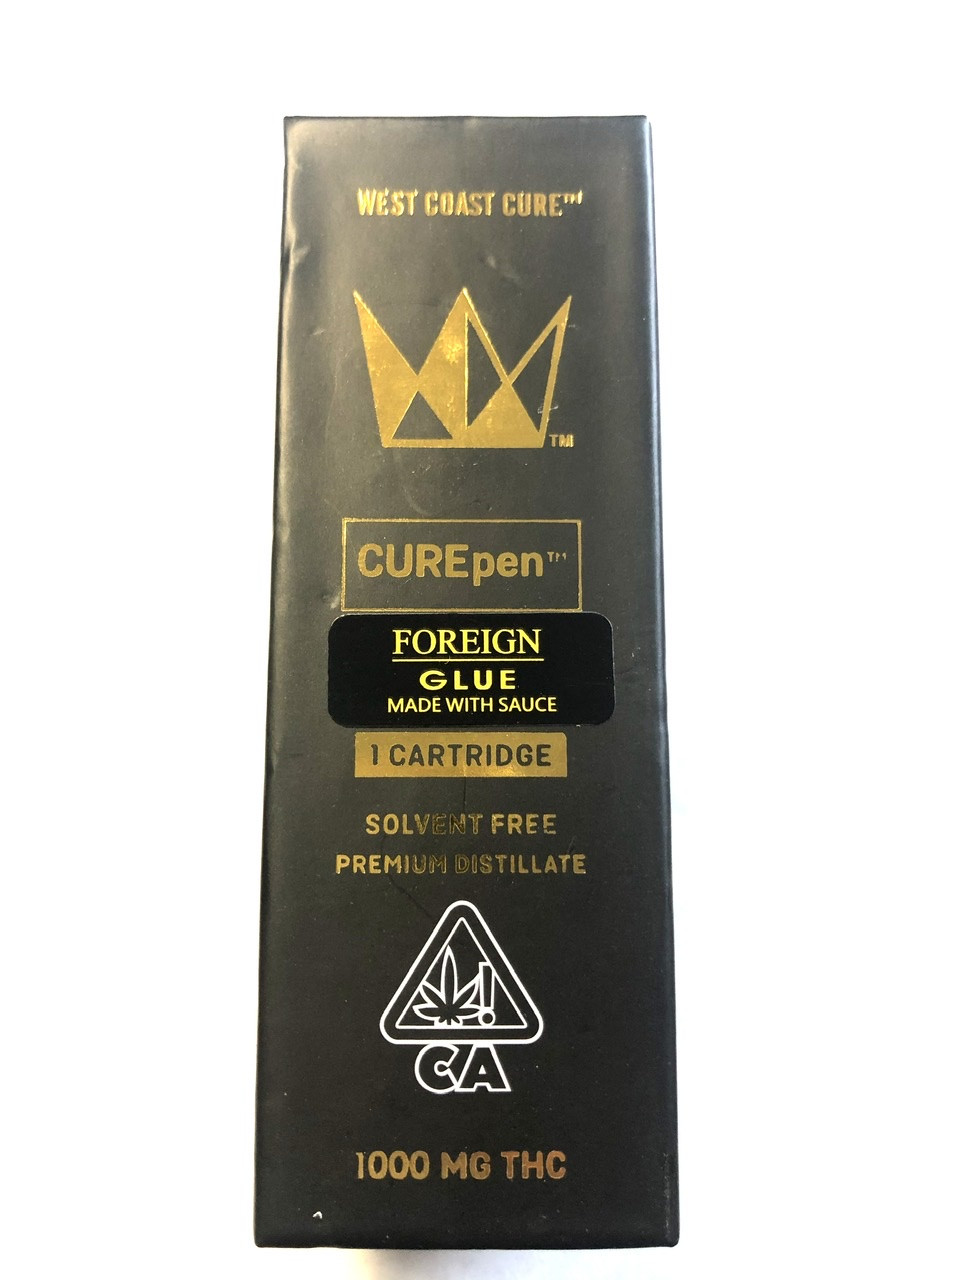 WEST COAST CURE™
TM
CUREpen™
FOREIGN
GLUE
MADE WITH SAUCE
1 CARTRIDGE
SOLVENT FREE
PREMIUM DISTILLATE
!
CA
1000 MG THC